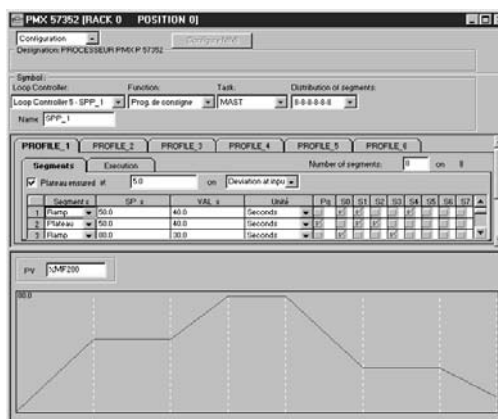 PMX 57352 [RACK 0 POSITION 0]
Configuration
Designation: PROCESSEUR PMX P 57352
Symbol:
Loop Controller: Function: Task: Distribution of segments:
Loop Controller 5 - SPP_1 Prog. de consigne MAST 8-8-8-8-8-8
Name SPP_1
PROFILE_1 PROFILE_2 PROFILE_3 PROFILE_4 PROFILE_5 PROFILE_6
Segments Execution Number of segments: 8 on 8
Plateau ensured at 5.0 on Deviation at inpu
Segment s SP s VAL s Unité Pg S0 S1 S2 S3 S4 S5 S6 S7
1 Ramp 50.0 40.0 Seconds
2 Plateau 50.0 40.0 Seconds
3 Ramp 80.0 30.0 Seconds
PV %MF200
80.0